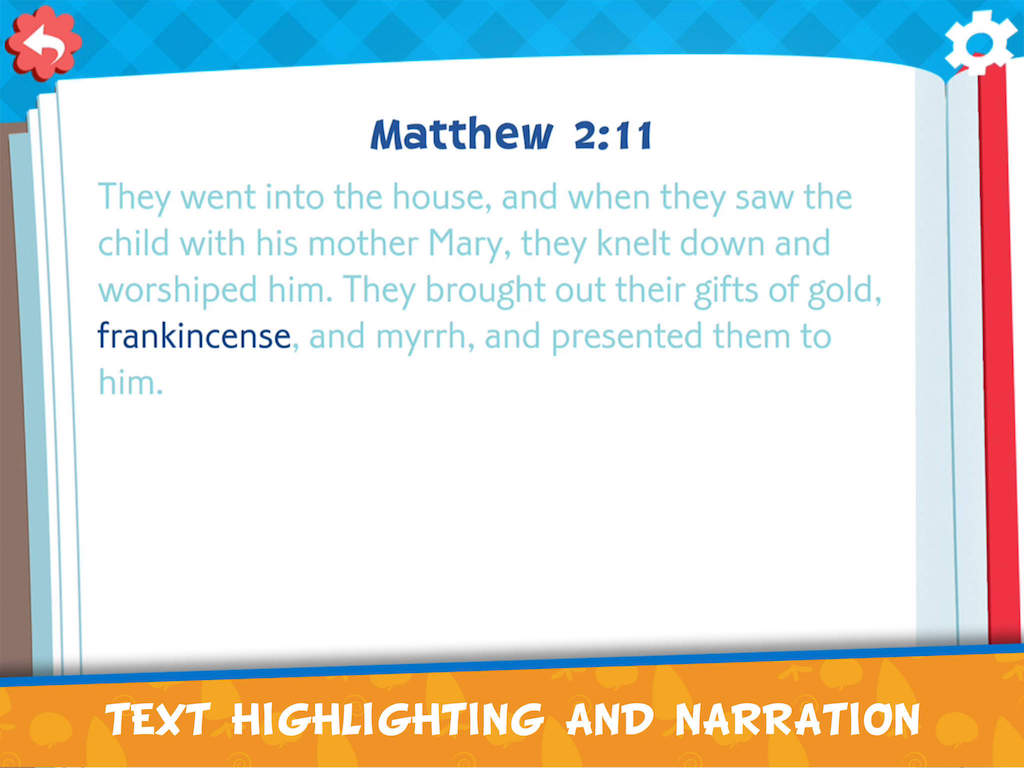 Matthew 2:11
They went into the house, and when they saw the
child with his mother Mary, they knelt down and
worshiped him. They brought out their gifts of gold,
frankincense, and myrrh, and presented them to
him.
TEXT HIGHLIGHTING AND NARRATION